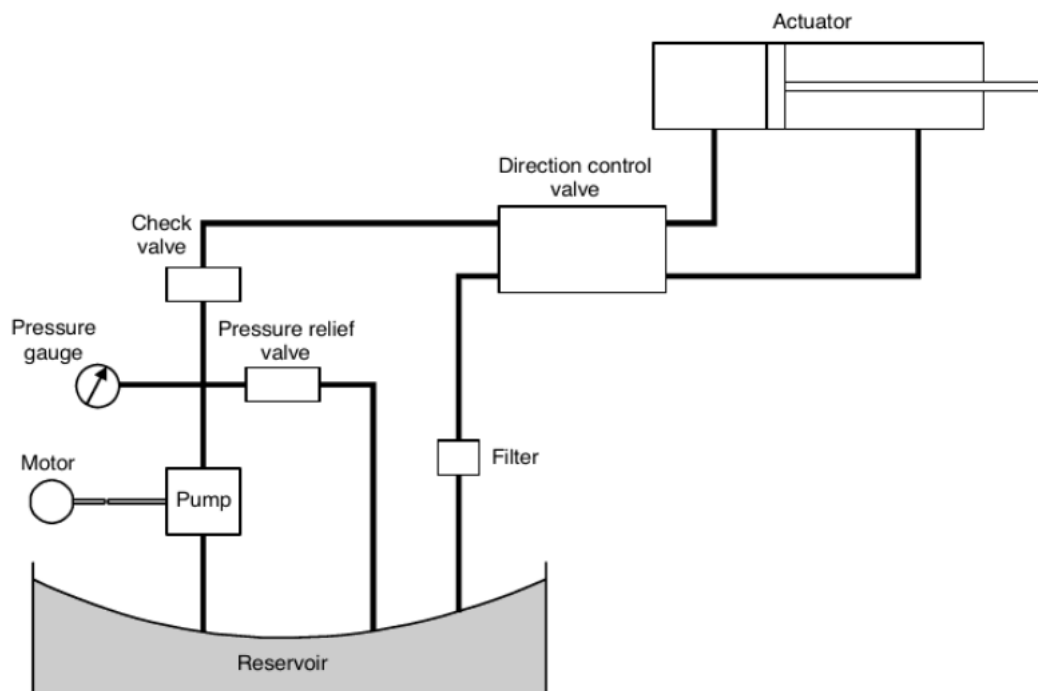 Actuator
Direction control
valve
Check
valve
Pressure
gauge
Pressure relief
valve
Filter
Motor
Pump
Reservoir